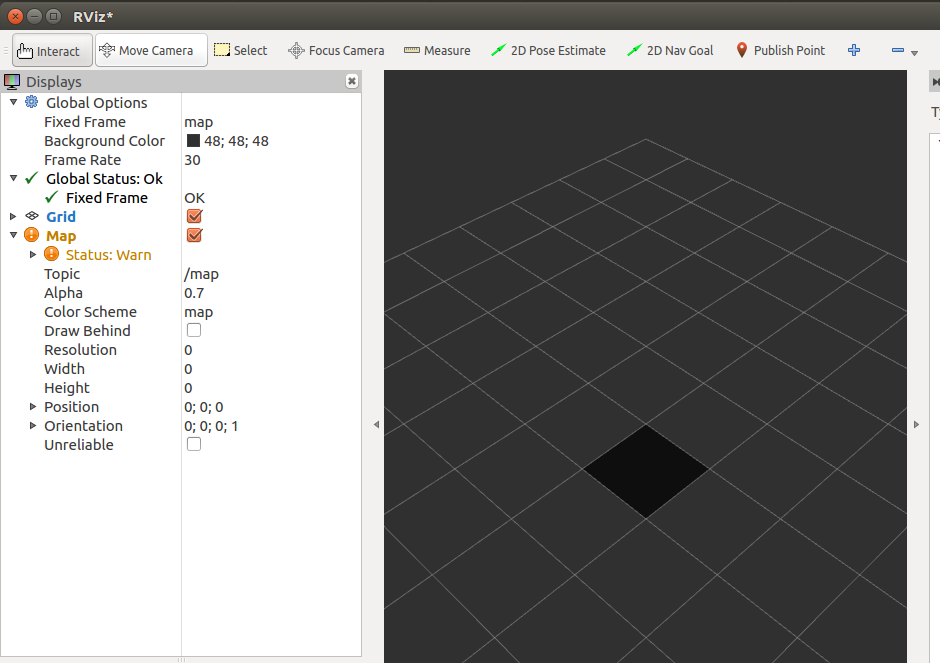 RViz*
Interact Move Camera Select Focus Camera Measure 2D Pose Estimate 2D Nav Goal Publish Point
Displays
Global Options
Fixed Frame map
Background Color 48; 48; 48
Frame Rate 30
Global Status: Ok
Fixed Frame OK
Grid
Map
Status: Warn
Topic /map
Alpha 0.7
Color Scheme map
Draw Behind
Resolution 0
Width 0
Height 0
Position 0; 0; 0
Orientation 0; 0; 0; 1
Unreliable